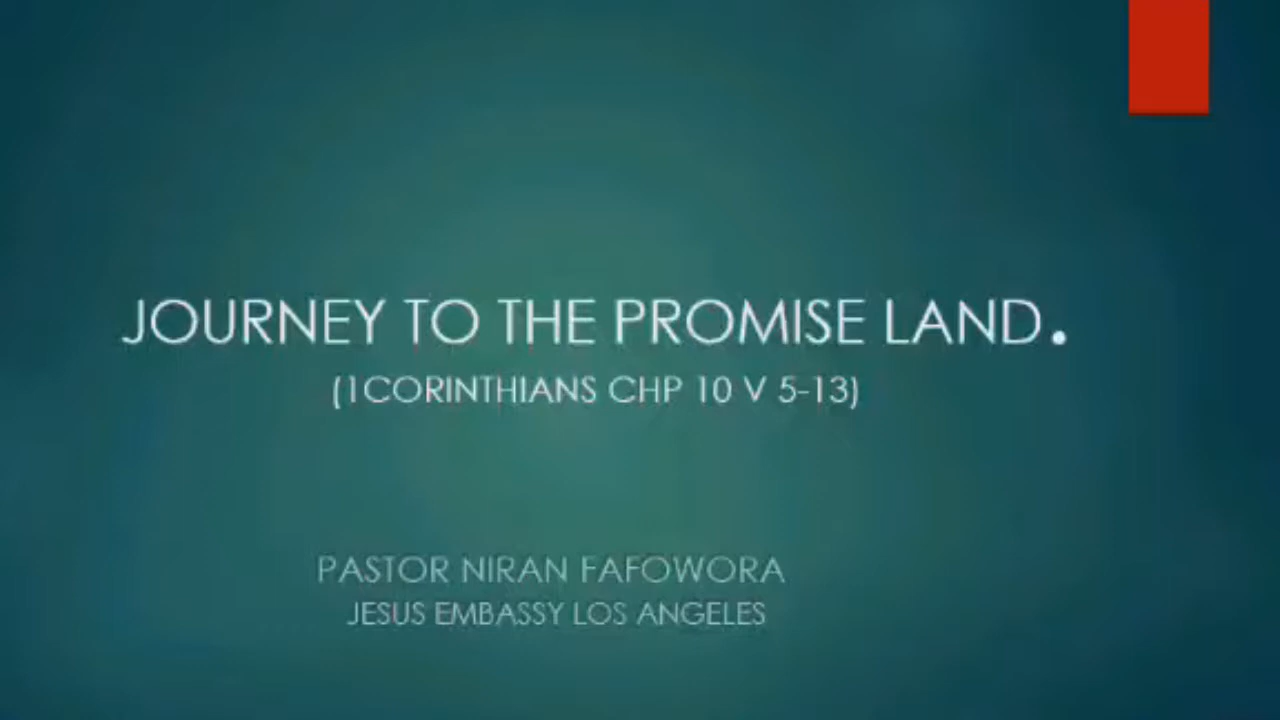 JOURNEY TO THE PROMISE LAND.
(1CORINTHIANS CHP 10 V 5-13)
PASTOR NIRAN FAFOWORA
JESUS EMBASSY LOS ANGELES